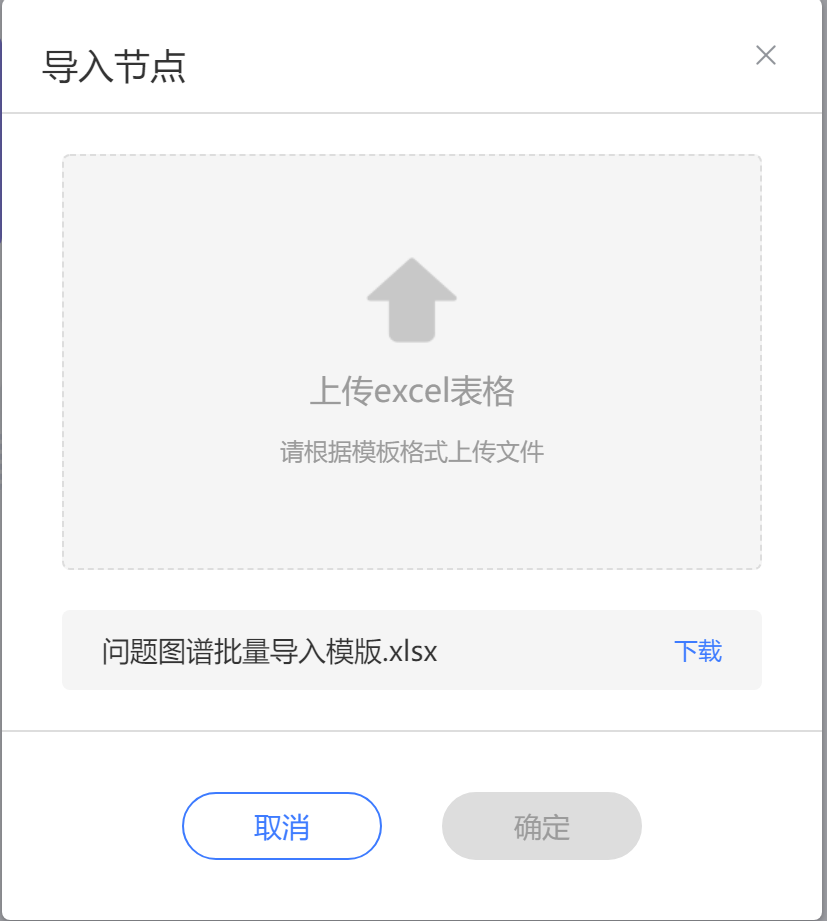 导入节点
上传excel表格
请根据模板格式上传文件
问题图谱批量导入模版.xlsx 下载
取消 确定